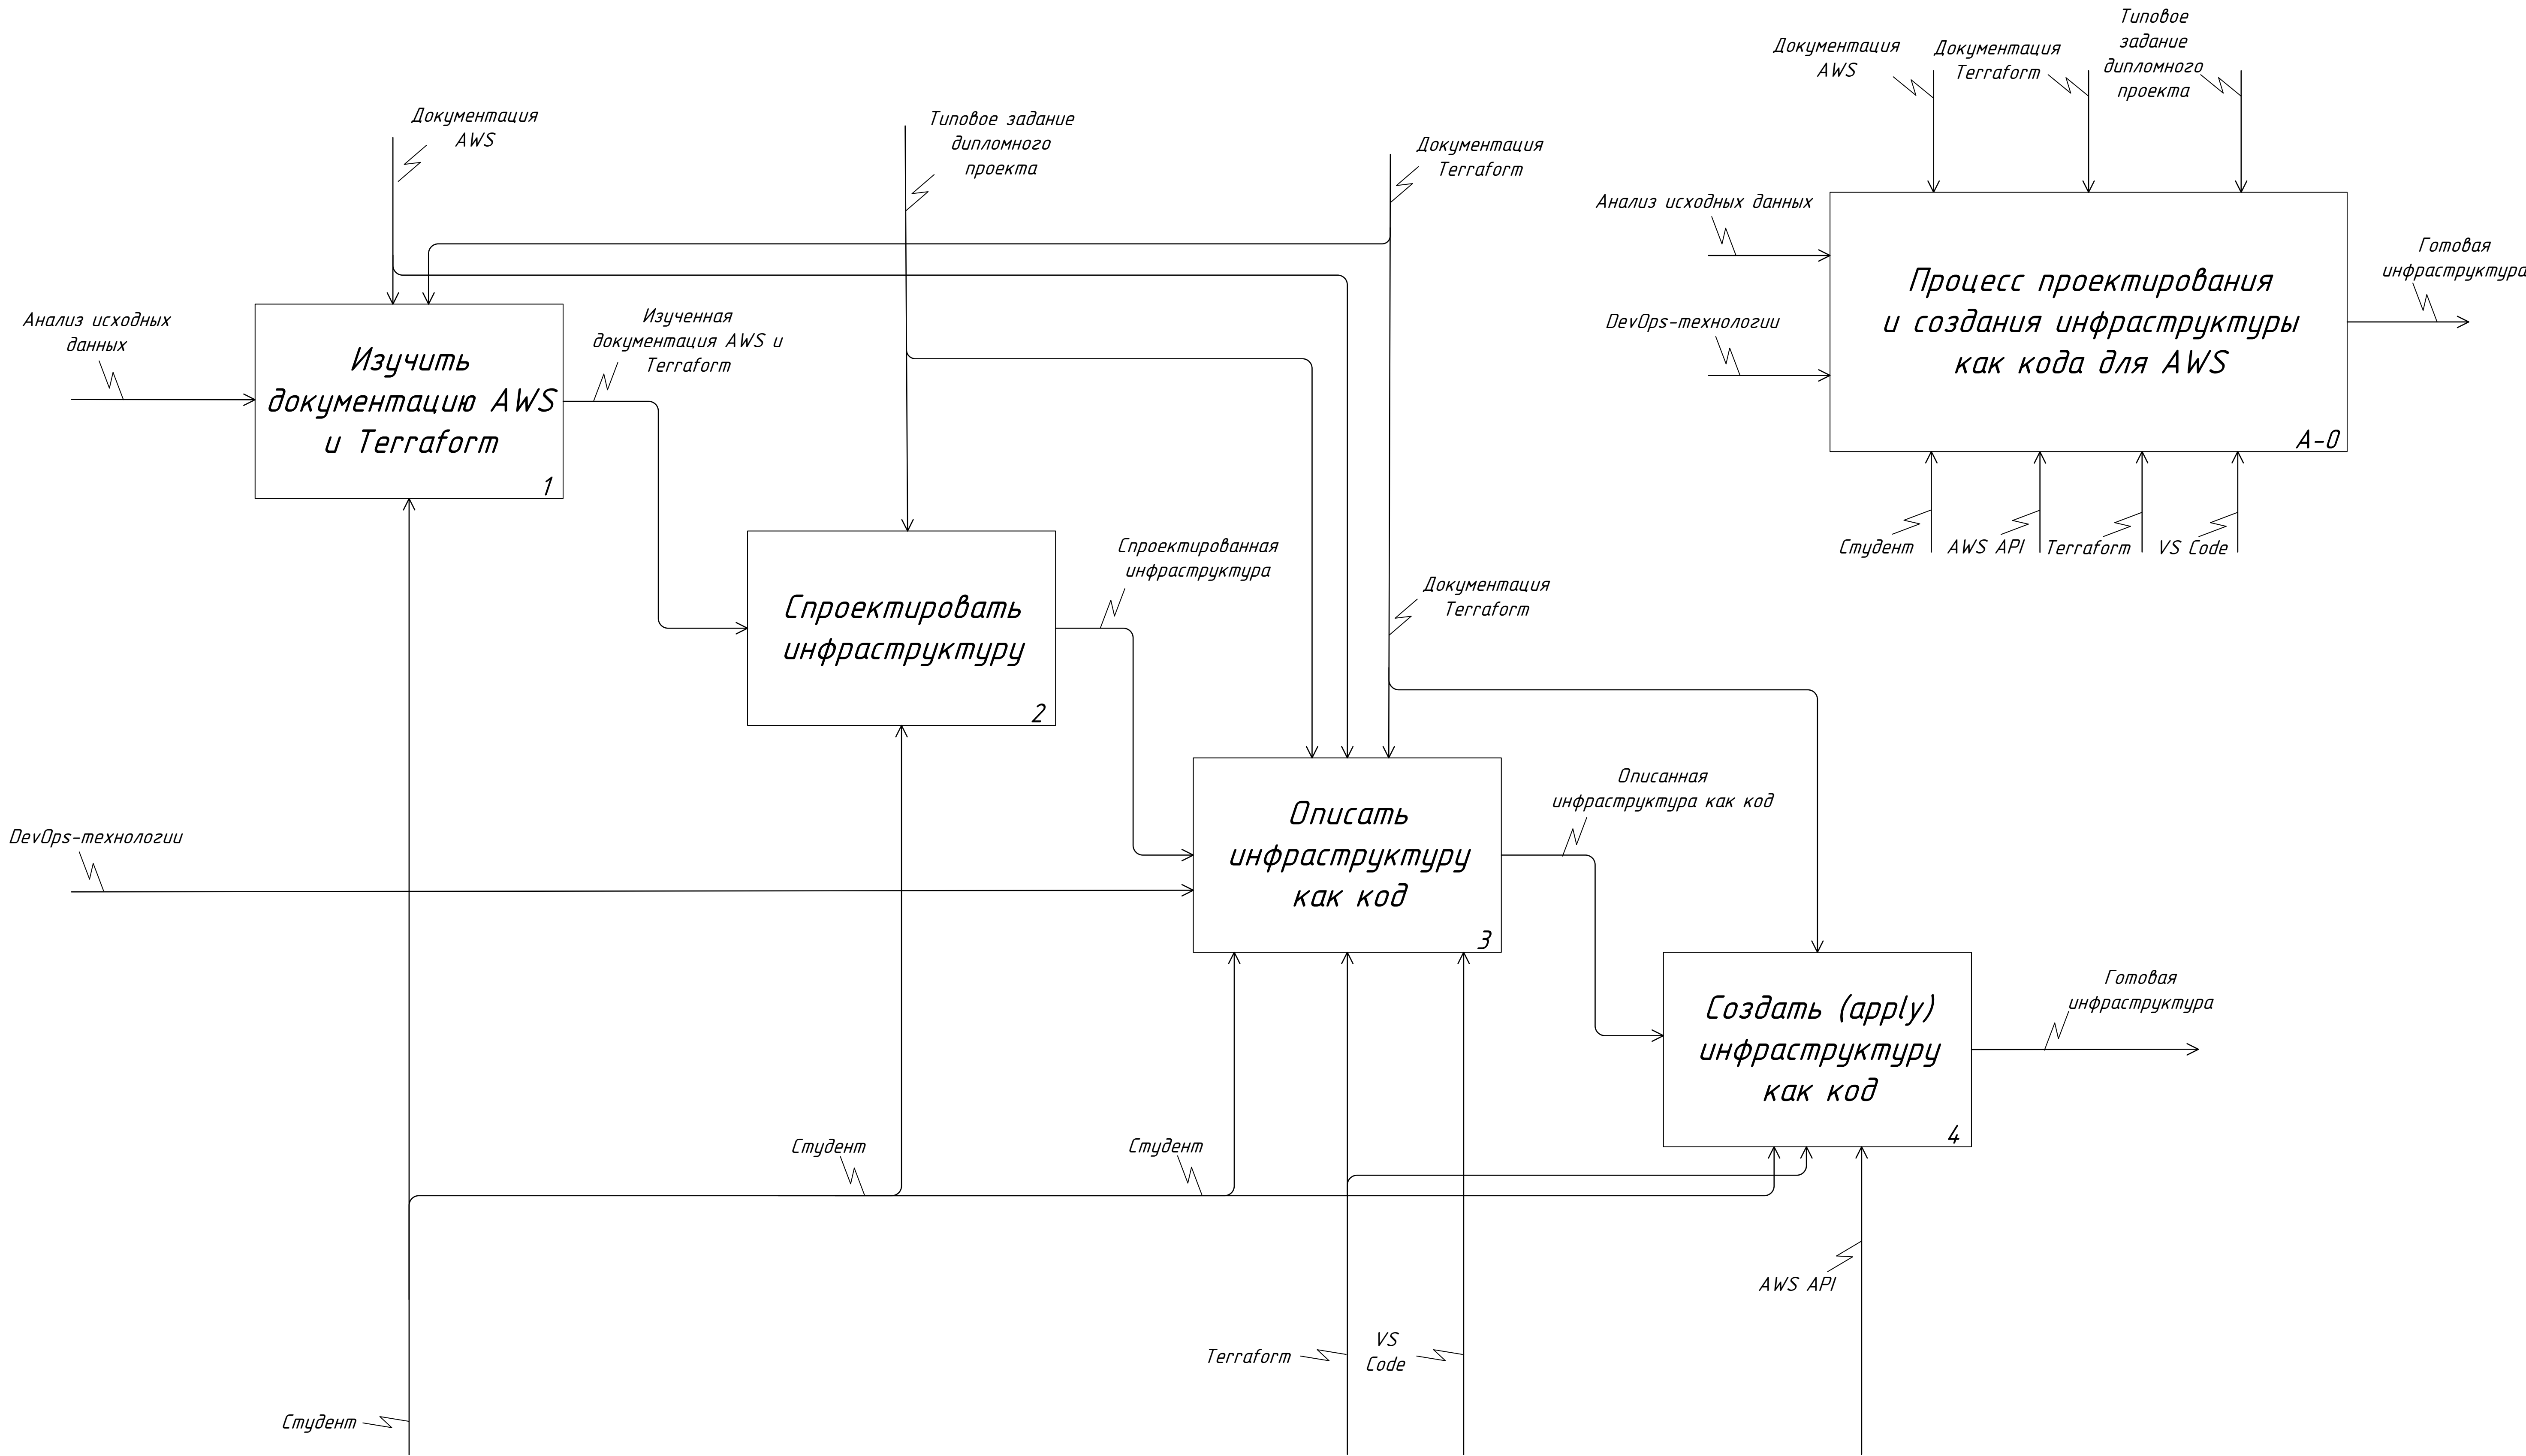 Документация
AWS
Типовое задание
дипломного
проекта
Документация
Terraform
Анализ исходных
данных
Изучить
документацию AWS
и Terraform
1
Изученная
документация AWS и
Terraform
Спроектировать
инфраструктуру
2
Спроектированная
инфраструктура
Документация
Terraform
DevOps-технологии
Описать
инфраструктуру
как код
3
Описанная
инфраструктура как код
Создать (apply)
инфраструктуру
как код
4
Готовая
инфраструктура
Студент
Студент
AWS API
Terraform
VS
Code
Студент
Документация
AWS
Документация
Terraform
Типовое
задание
дипломного
проекта
Анализ исходных данных
DevOps-технологии
Процесс проектирования
и создания инфраструктуры
как кода для AWS
A-0
Готовая
инфраструктура
Студент
AWS API
Terraform
VS Code